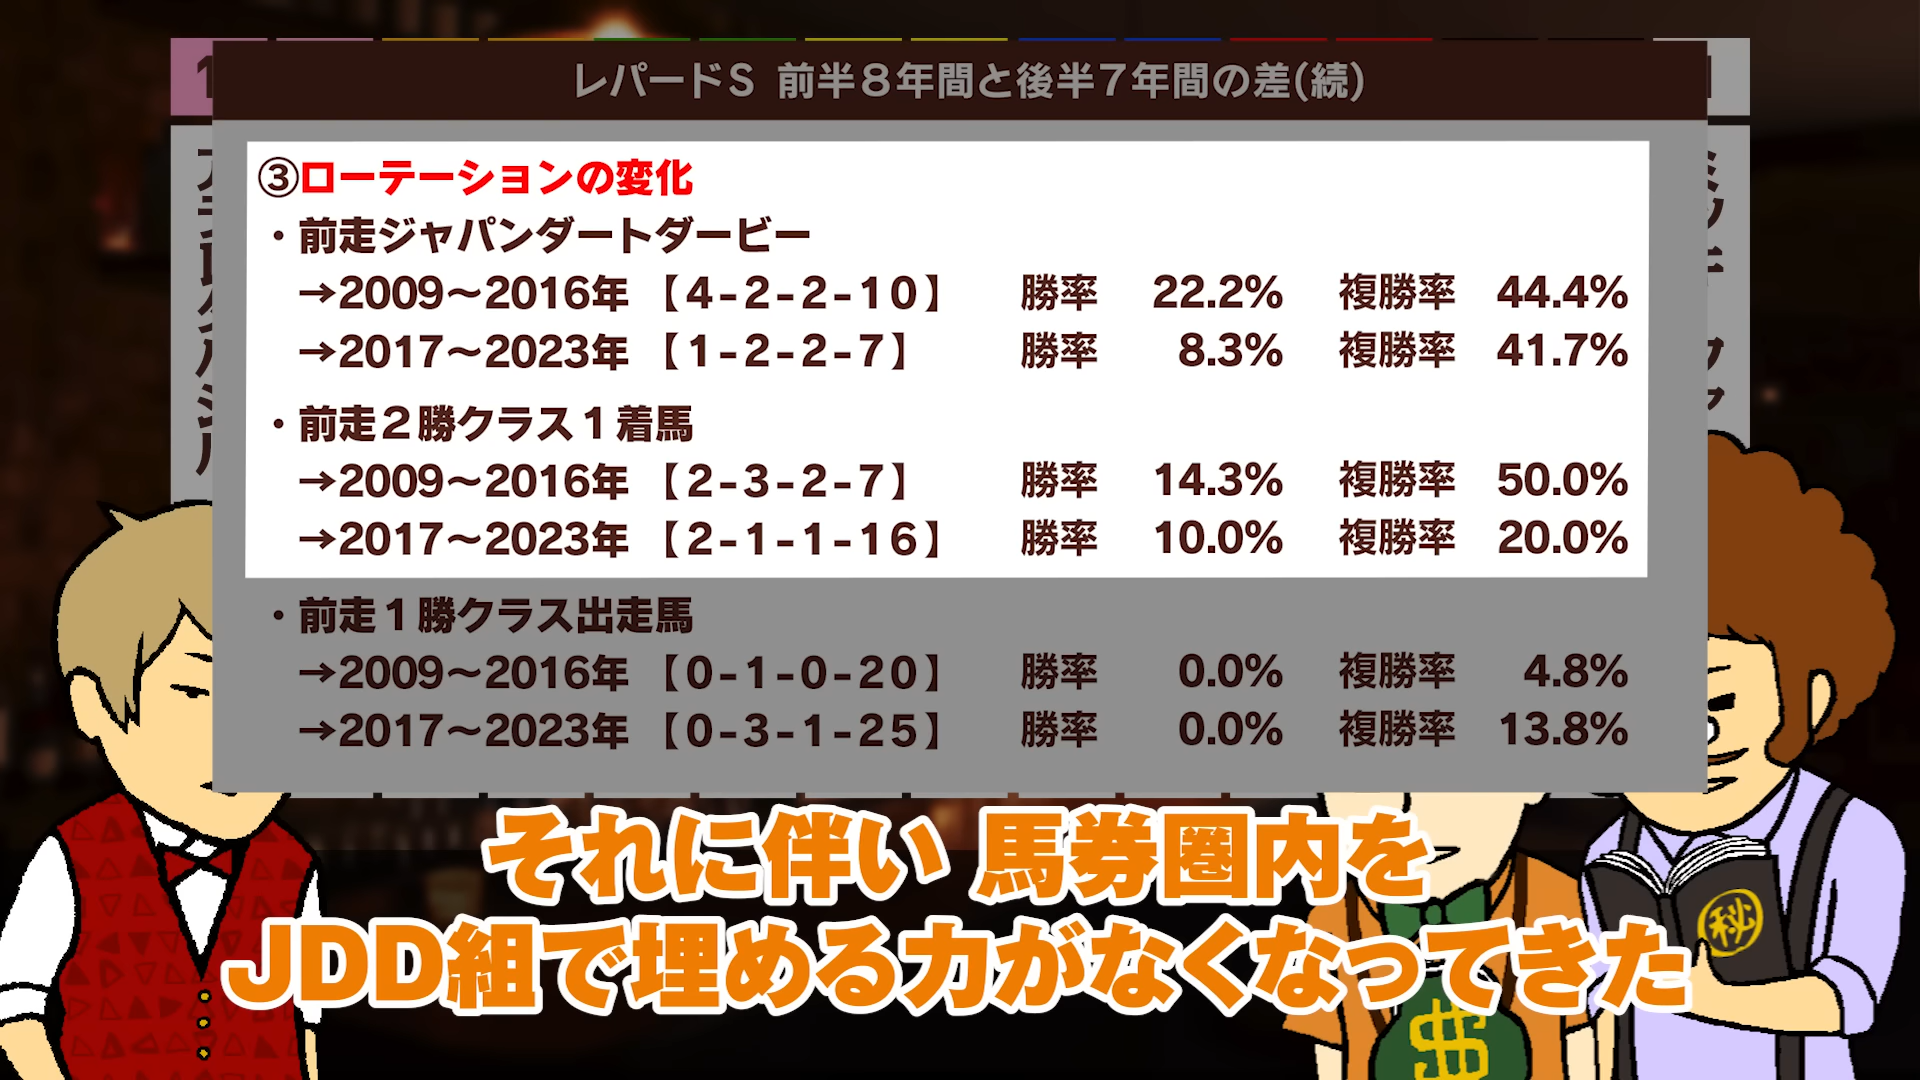 レパードS 前半8年間と後半7年間の差(続)
③ローテーションの変化
・前走ジャパンダートダービー
→2009〜2016年【4-2-2-10】 勝率 22.2% 複勝率 44.4%
→2017〜2023年【1-2-2-7】 勝率 8.3% 複勝率 41.7%
・前走2勝クラス1着馬
→2009〜2016年【2-3-2-7】 勝率 14.3% 複勝率 50.0%
→2017〜2023年【2-1-1-16】 勝率 10.0% 複勝率 20.0%
・前走1勝クラス出走馬
→2009〜2016年【0-1-0-20】 勝率 0.0% 複勝率 4.8%
→2017〜2023年【0-3-1-25】 勝率 0.0% 複勝率 13.8%
それに伴い 馬券圏内を
JDD組で埋める力がなくなってきた
秘
$